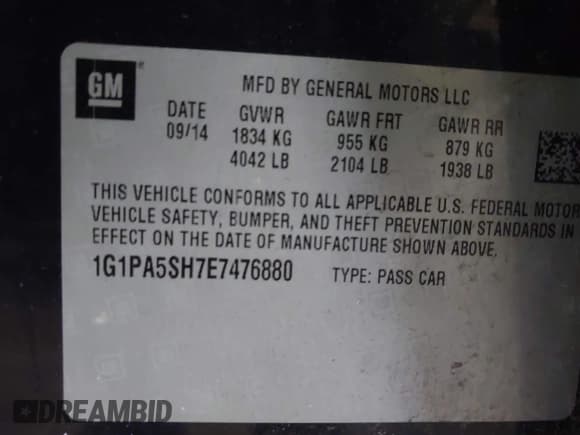 GM ®
MFD BY GENERAL MOTORS LLC
DATE GVWR GAWR FRT GAWR RR
09/14 1834 KG 955 KG 879 KG
4042 LB 2104 LB 1938 LB
THIS VEHICLE CONFORMS TO ALL APPLICABLE U.S. FEDERAL MOTOR
VEHICLE SAFETY, BUMPER, AND THEFT PREVENTION STANDARDS IN
EFFECT ON THE DATE OF MANUFACTURE SHOWN ABOVE.
1G1PA5SH7E7476880 TYPE: PASS CAR
DREAMBID